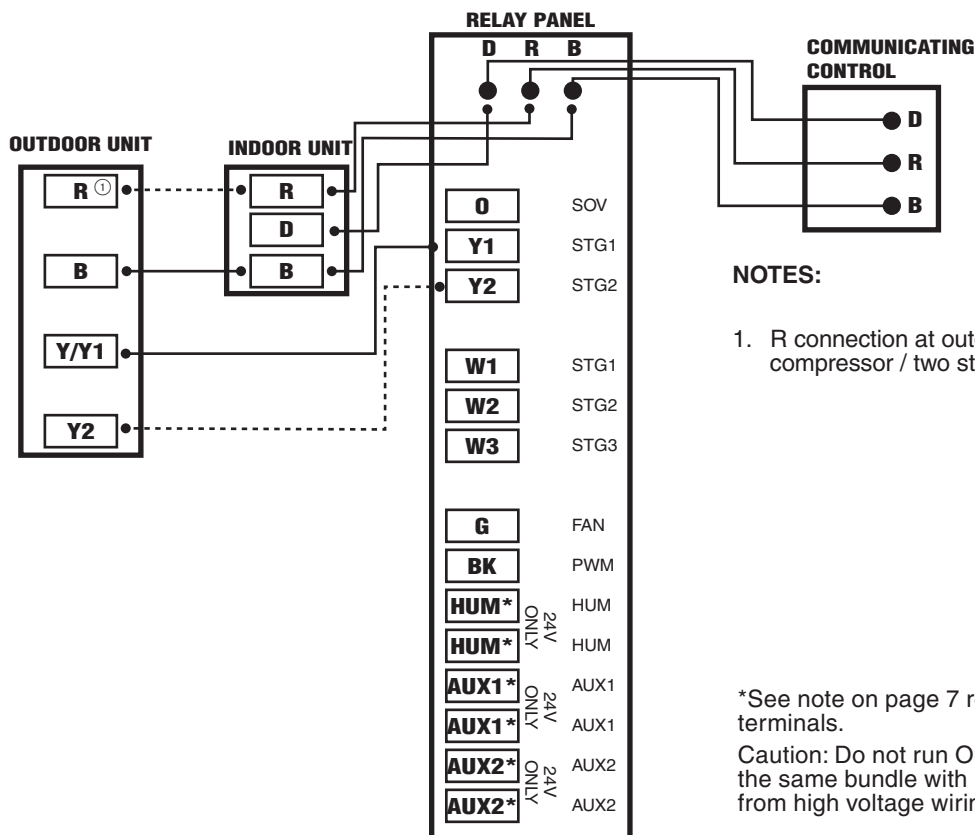 RELAY PANEL
D R B
COMMUNICATING
CONTROL
D
R
B
OUTDOOR UNIT
R ①
B
Y/Y1
Y2
INDOOR UNIT
R
D
B
O SOV
Y1 STG1
Y2 STG2
W1 STG1
W2 STG2
W3 STG3
G FAN
BK PWM
HUM* HUM
HUM* HUM
24V
ONLY
AUX1* AUX1
AUX1* AUX1
24V
ONLY
AUX2* AUX2
AUX2* AUX2
24V
ONLY
NOTES:
1. R connection at out
compressor / two st
*See note on page 7 r
terminals.
Caution: Do not run O
the same bundle with
from high voltage wirin